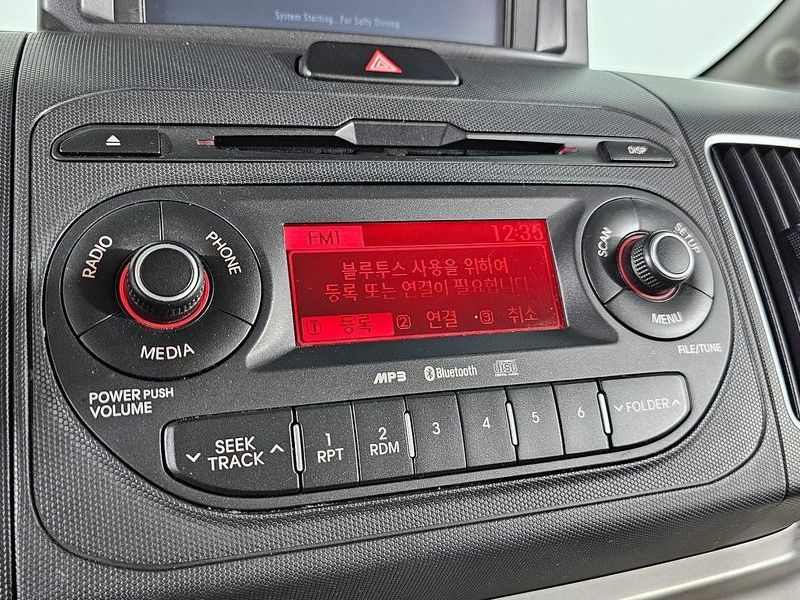 System Starting.. For Safty Driving
DISP
RADIO
PHONE
MEDIA
POWER PUSH
VOLUME
FM1
12:35
블루투스 사용을 위하여
등록 또는 연결이 필요합니다
1 등록 2 연결 3 취소
SCAN
SETUP
MENU
FILE/TUNE
MP3
Bluetooth
disc
SEEK
TRACK
1
RPT
2
RDM
3
4
5
6
FOLDER